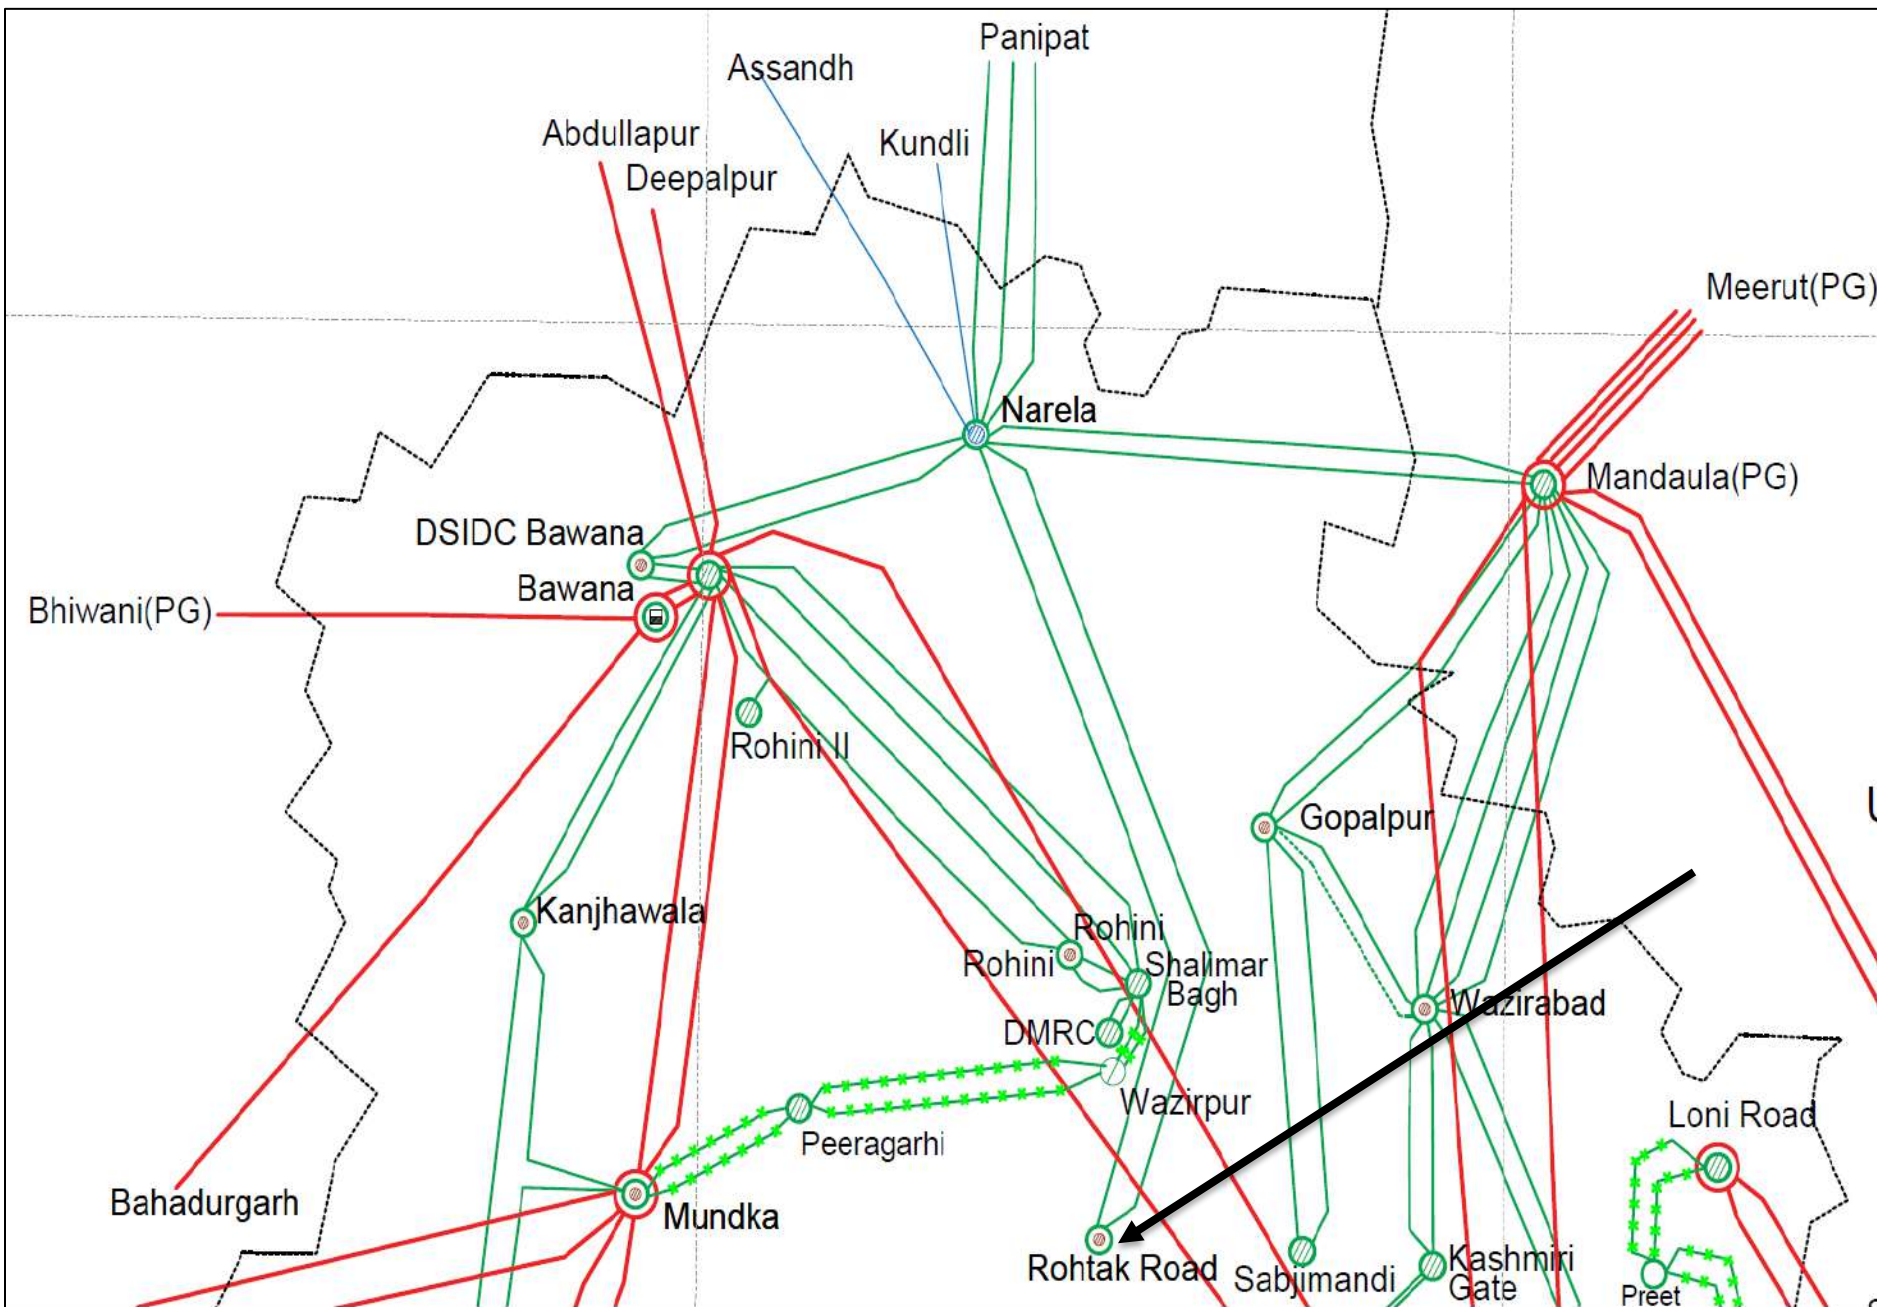 Panipat
Assandh
Abdullapur
Kundli
Deepalpur
Meerut(PG)
Narela
Mandaula(PG)
DSIDC Bawana
Bawana
Bhiwani(PG)
Rohini II
Gopalpur
Kanjhawala
Rohini
Rohini
Shalimar
Bagh
Wazirabad
DMRC
Wazirpur
Loni Road
Peeragarhi
Bahadurgarh
Mundka
Rohtak Road
Sabjimandi
Kashmiri
Gate
Preet